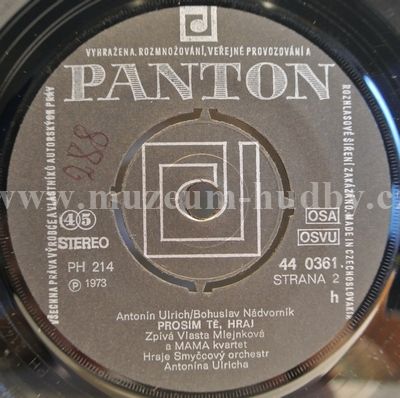 VYHRAZENA. ROZMNOŽOVÁNÍ, VEŘEJNÉ PROVOZOVÁNÍ A
ROZHLASOVÉ ŠÍŘENÍ ZAKÁZÁNO. MADE IN CZECHOSLOVAKIA
VŠECHNA PRÁVA VÝROBCE A VLASTNÍKŮ AUTORSKÝCH PRÁV
PANTON
288
www.muzeum-hudby.c
45
STEREO
OSA
OSVU
PH 214
44 0361
Ⓟ 1973
STRANA 2
h
Antonin Ulrich/Bohuslav Nádvorník
PROSÍM TĚ, HRAJ
Zpívá Vlasta Mlejnková
a MAMA kvartet
Hraje Smyčcový orchestr
Antonína Ulricha